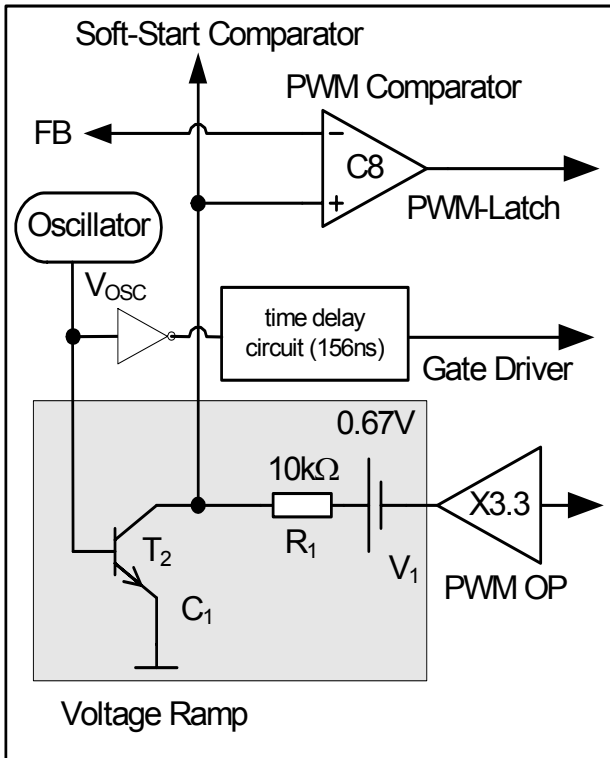 Soft-Start Comparator
PWM Comparator
FB
C8
Oscillator
PWM-Latch
VOSC
time delay
circuit (156ns)
Gate Driver
0.67V
10kΩ
X3.3
T2
R1
V1
PWM OP
C1
Voltage Ramp